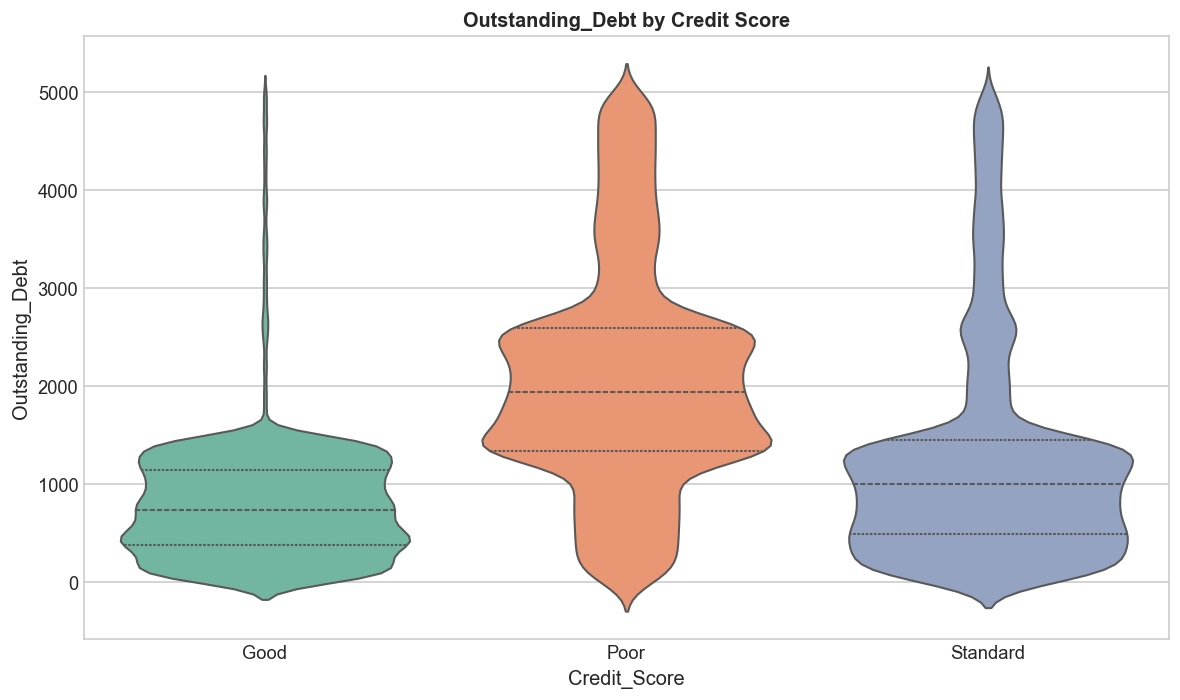 Outstanding_Debt by Credit Score
Outstanding_Debt
5000
4000
3000
2000
1000
0
Good
Poor
Standard
Credit_Score